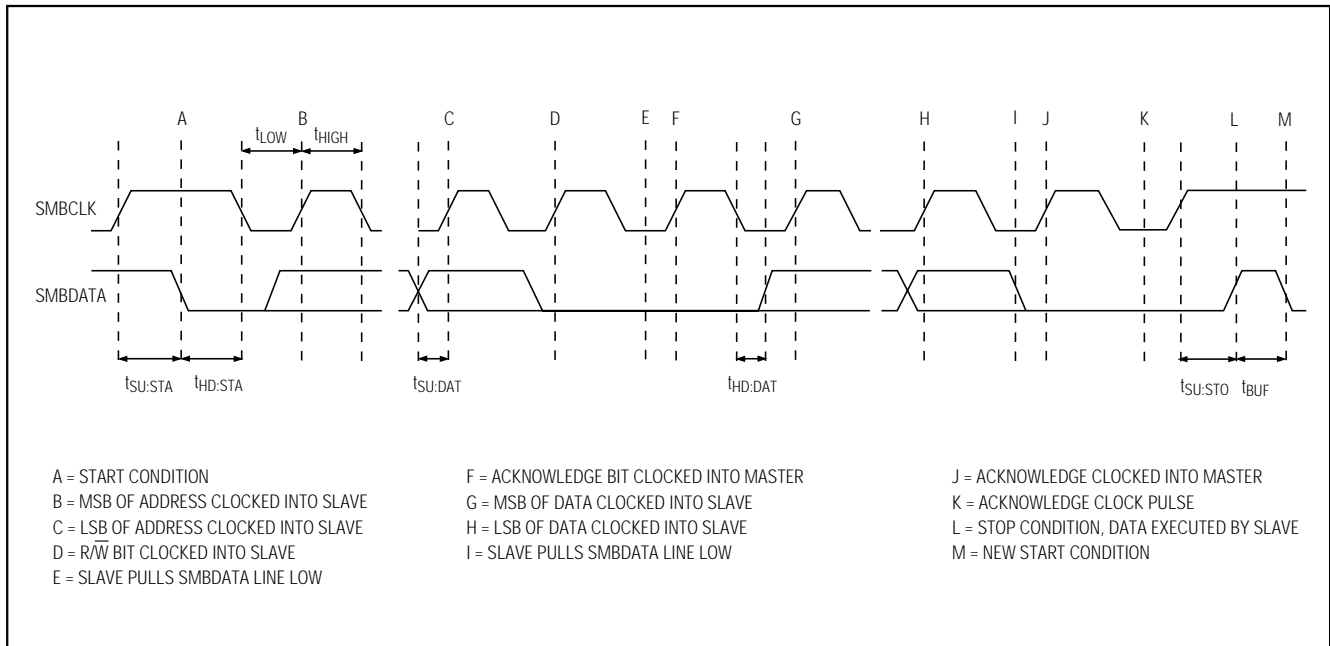 A B C D E F G H I J K L M
tLOW tHIGH
SMBCLK
SMBDATA
tSU:STA tHD:STA tSU:DAT tHD:DAT tSU:STO tBUF
A = START CONDITION
B = MSB OF ADDRESS CLOCKED INTO SLAVE
C = LSB OF ADDRESS CLOCKED INTO SLAVE
D = R/W̅ BIT CLOCKED INTO SLAVE
E = SLAVE PULLS SMBDATA LINE LOW
F = ACKNOWLEDGE BIT CLOCKED INTO MASTER
G = MSB OF DATA CLOCKED INTO SLAVE
H = LSB OF DATA CLOCKED INTO SLAVE
I = SLAVE PULLS SMBDATA LINE LOW
J = ACKNOWLEDGE CLOCKED INTO MASTER
K = ACKNOWLEDGE CLOCK PULSE
L = STOP CONDITION, DATA EXECUTED BY SLAVE
M = NEW START CONDITION